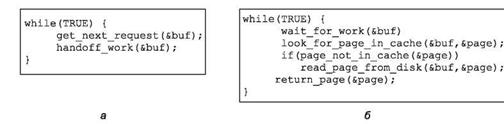 while(TRUE) {
get_next_request(&buf);
handoff_work(&buf);
}
а
while(TRUE) {
wait_for_work(&buf)
look_for_page_in_cache(&buf,&page);
if(page_not_in_cache(&page))
read_page_from_disk(&buf,&page);
return_page(&page);
}
б